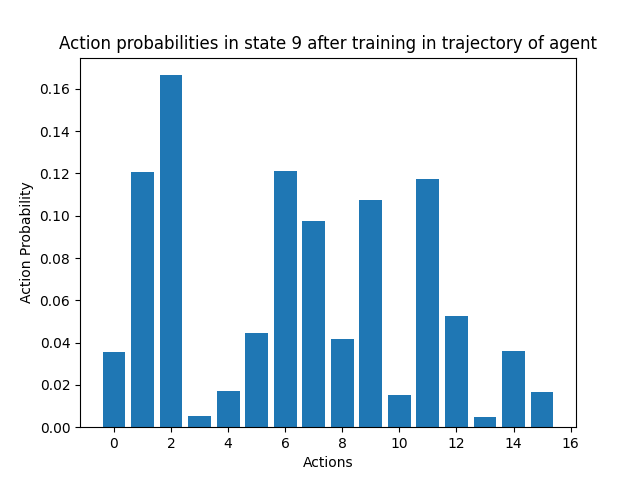 Action probabilities in state 9 after training in trajectory of agent
0.16
0.14
0.12
0.10
0.08
0.06
0.04
0.02
0.00
Action Probability
0 2 4 6 8 10 12 14 16
Actions